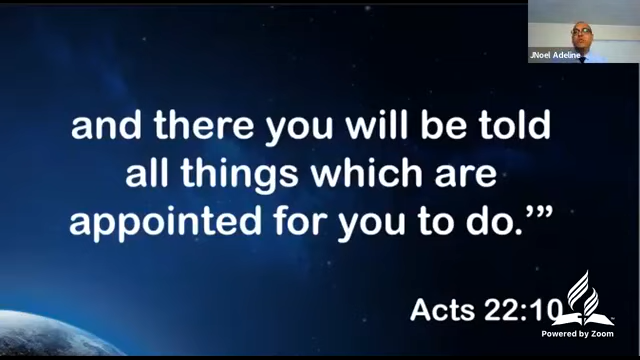 JNoel Adeline
and there you will be told
all things which are
appointed for you to do.’”
Acts 22:10
Powered by Zoom